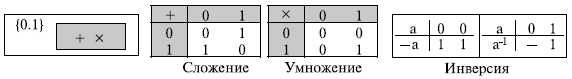 {0.1}
+ ×
+ 0 1
0 0 1
1 1 0
Сложение
× 0 1
0 0 0
1 0 1
Умножение
a 0 0
−a 1 1
a 0 1
a⁻¹ − 1
Инверсия